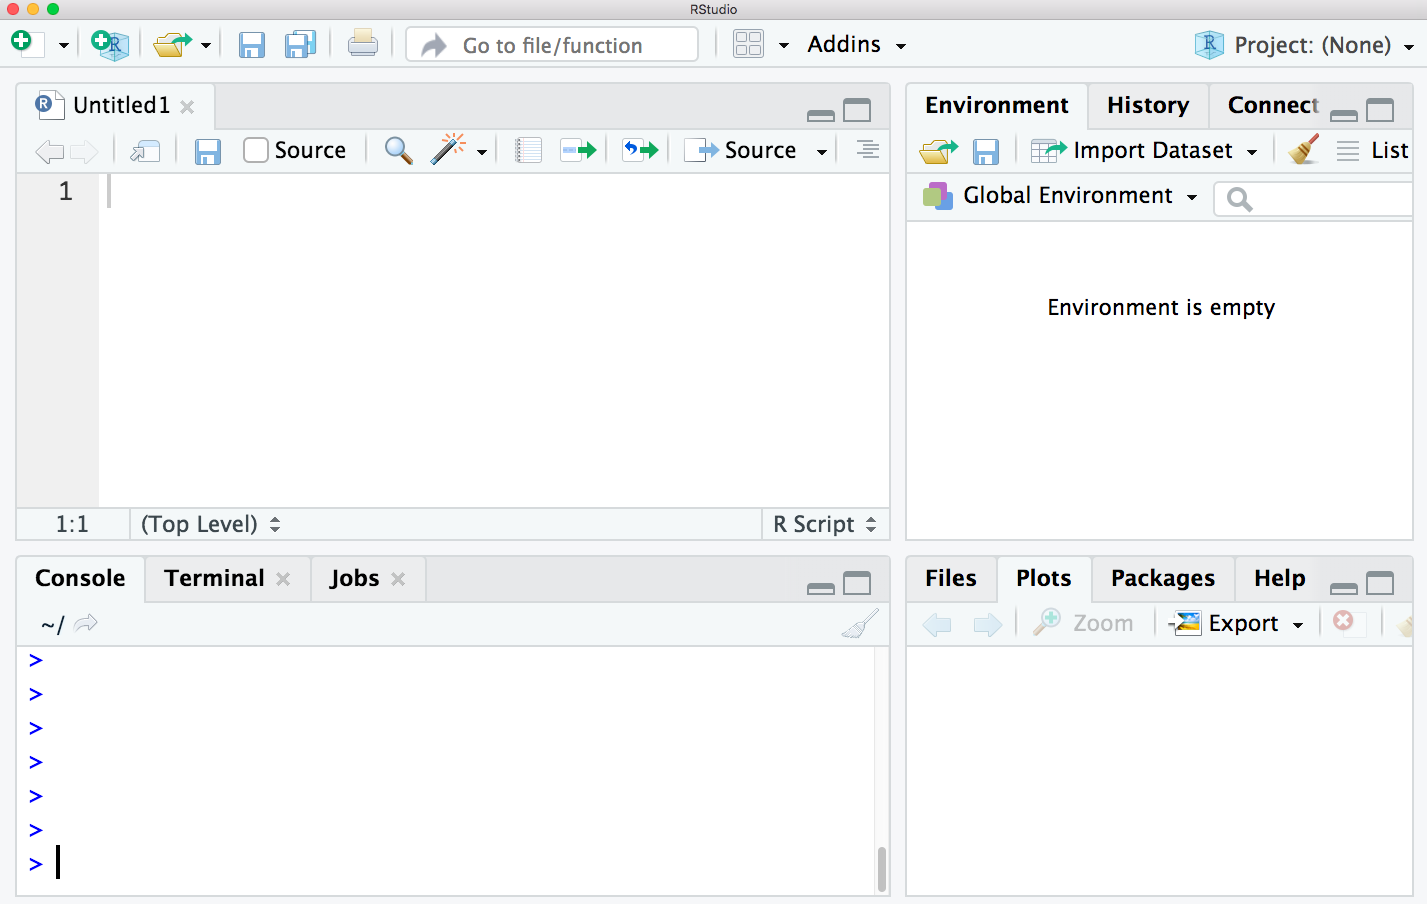 RStudio
Go to file/function
Addins
R Project: (None)
R Untitled1
Environment History Connect
Source
Source
Import Dataset
List
1
Global Environment
Environment is empty
1:1
(Top Level)
R Script
Console Terminal Jobs
Files Plots Packages Help
~/
Zoom
Export
>
>
>
>
>
>
>